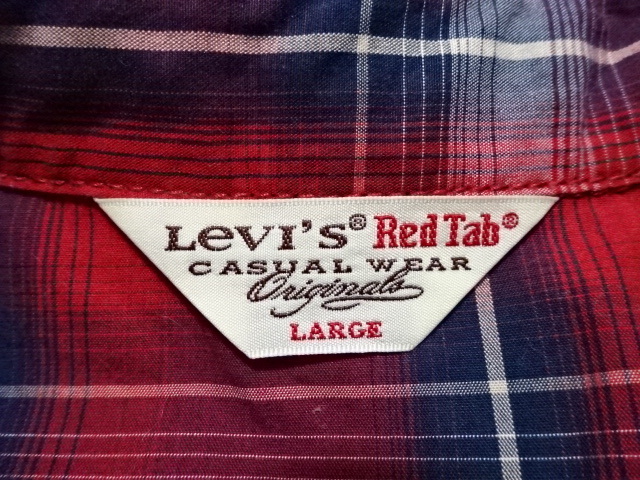 Levi's® Red Tab®
CASUAL WEAR
Originals
LARGE